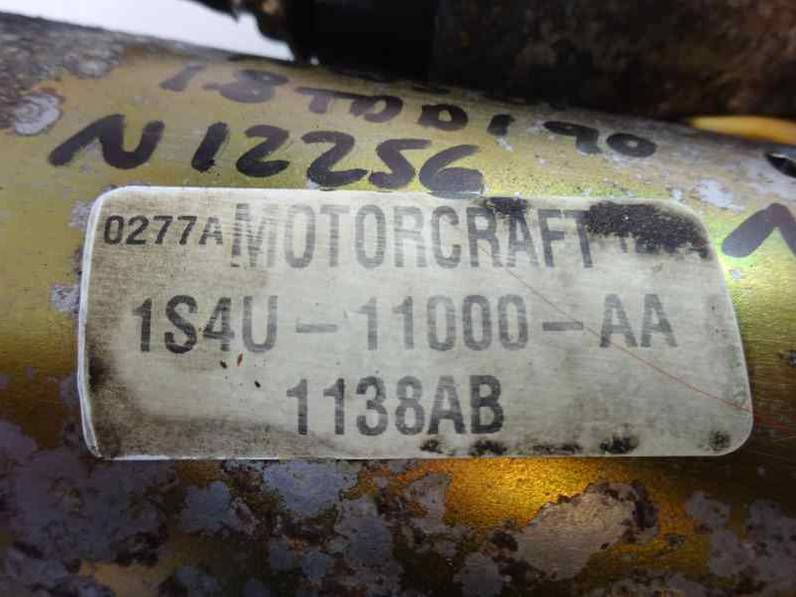 N12256
0277A MOTORCRAFT
1S4U-11000-AA
1138AB